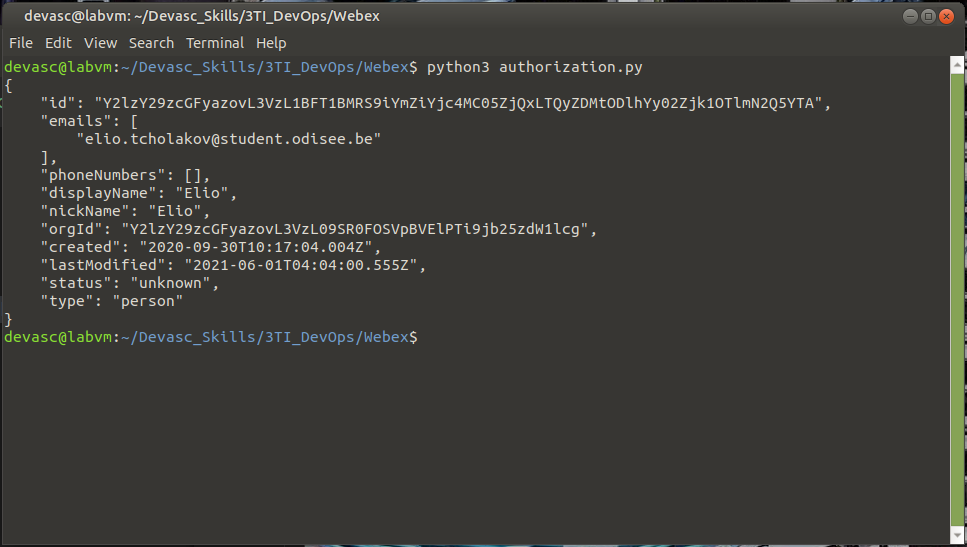 devasc@labvm: ~/Devasc_Skills/3TI_DevOps/Webex
File Edit View Search Terminal Help
devasc@labvm:~/Devasc_Skills/3TI_DevOps/Webex$ python3 authorization.py
{
    "id": "Y2lzY29zcGFyazovL3VzL1BFT1BMRS9iYmZiYjc4MC05ZjQxLTQyZDMtODlhYy02Zjk1OTlmN2Q5YTA",
    "emails": [
        "elio.tcholakov@student.odisee.be"
    ],
    "phoneNumbers": [],
    "displayName": "Elio",
    "nickName": "Elio",
    "orgId": "Y2lzY29zcGFyazovL3VzL09SR0FOSVpBVElPTi9jb25zdW1lcg",
    "created": "2020-09-30T10:17:04.004Z",
    "lastModified": "2021-06-01T04:04:00.555Z",
    "status": "unknown",
    "type": "person"
}
devasc@labvm:~/Devasc_Skills/3TI_DevOps/Webex$